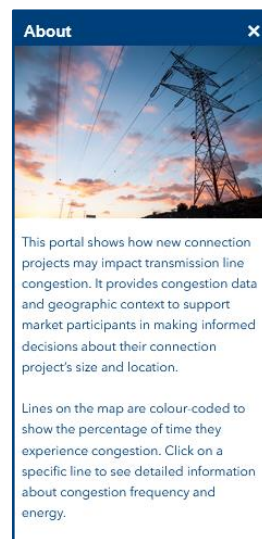 About
This portal shows how new connection
projects may impact transmission line
congestion. It provides congestion data
and geographic context to support
market participants in making informed
decisions about their connection
project's size and location.
Lines on the map are colour-coded to
show the percentage of time they
experience congestion. Click on a
specific line to see detailed information
about congestion frequency and
energy.